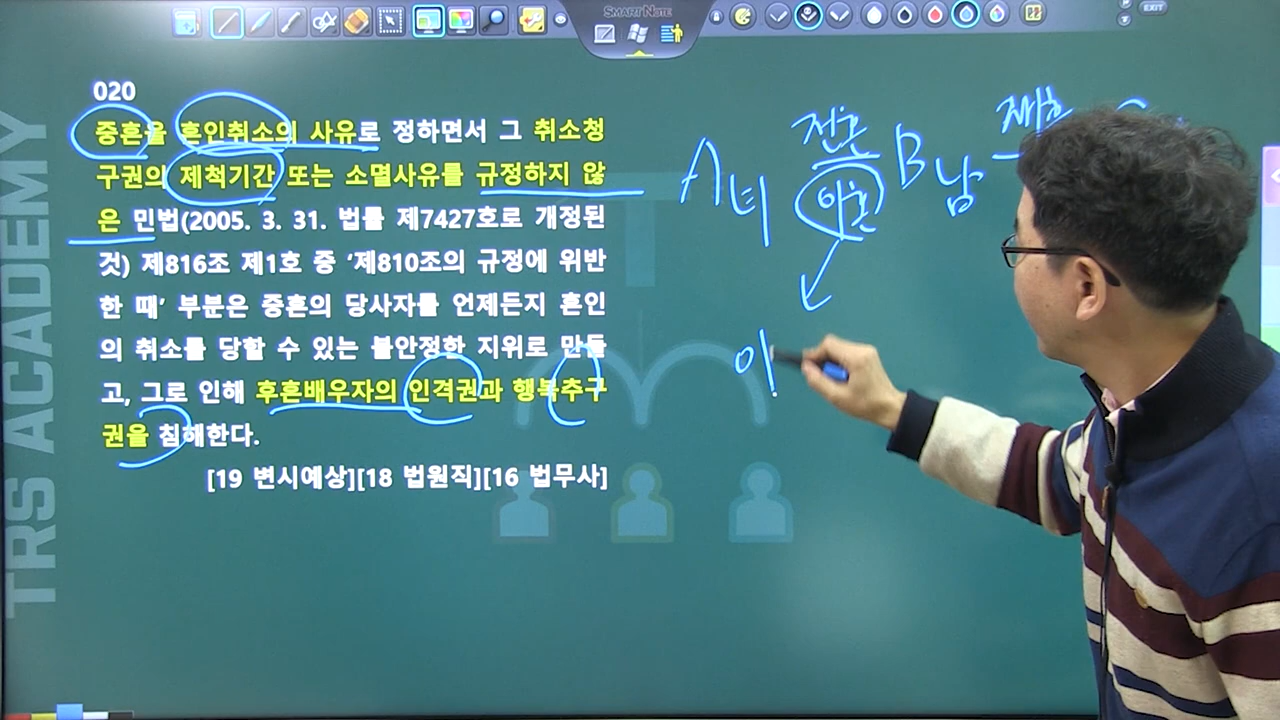 SMART NOTE
EXIT
020
중혼을 혼인취소의 사유로 정하면서 그 취소청
구권의 제척기간 또는 소멸사유를 규정하지 않
은 민법(2005. 3. 31. 법률 제7427호로 개정된
것) 제816조 제1호 중 ‘제810조의 규정에 위반
한 때’ 부분은 중혼의 당사자를 언제든지 혼인
의 취소를 당할 수 있는 불안정한 지위로 만들
고, 그로 인해 후혼배우자의 인격권과 행복추구
권을 침해한다.
[19 변시예상][18 법원직][16 법무사]
전혼
재혼
A녀
이혼
B남
이
TRS ACADEMY